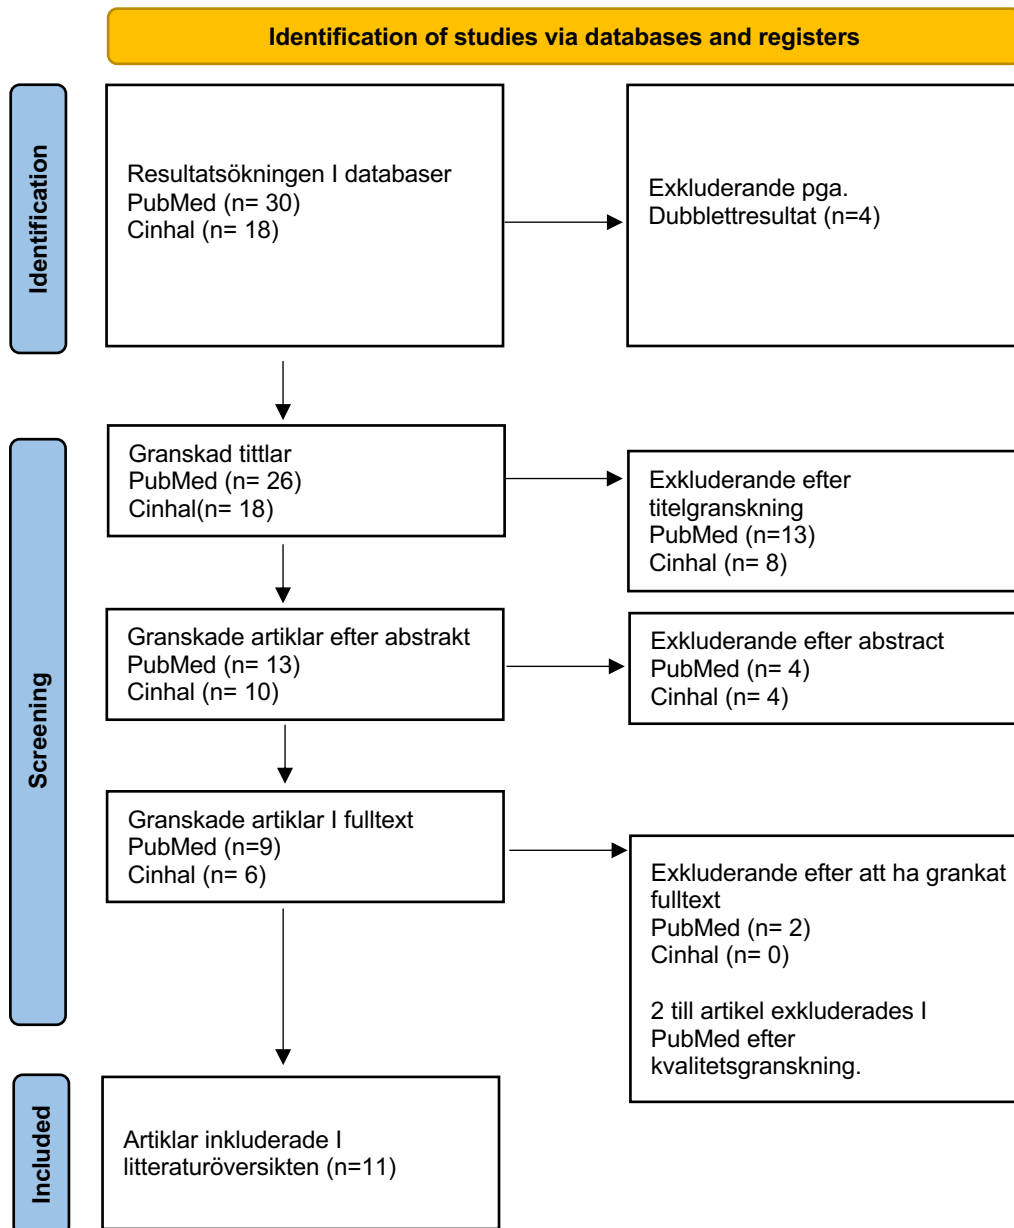 Identification of studies via databases and registers
Identification
Resultatsökningen I databaser
PubMed (n= 30)
Cinhal (n= 18)
Exkluderande pga.
Dubblettresultat (n=4)
Screening
Granskad tittlar
PubMed (n= 26)
Cinhal(n= 18)
Exkluderande efter
titelgranskning
PubMed (n=13)
Cinhal (n= 8)
Granskade artiklar efter abstrakt
PubMed (n= 13)
Cinhal (n= 10)
Exkluderande efter abstract
PubMed (n= 4)
Cinhal (n= 4)
Granskade artiklar I fulltext
PubMed (n=9)
Cinhal (n= 6)
Exkluderande efter att ha grankat
fulltext
PubMed (n= 2)
Cinhal (n= 0)
2 till artikel exkluderades I
PubMed efter
kvalitetsgranskning.
Included
Artiklar inkluderade I
litteraturöversikten (n=11)